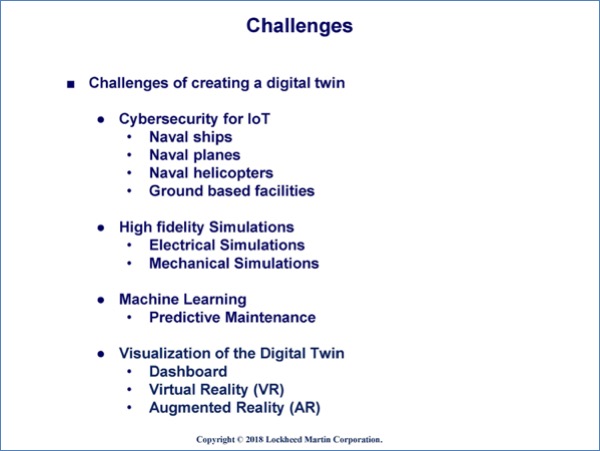 Challenges
■ Challenges of creating a digital twin
● Cybersecurity for IoT
• Naval ships
• Naval planes
• Naval helicopters
• Ground based facilities
● High fidelity Simulations
• Electrical Simulations
• Mechanical Simulations
● Machine Learning
• Predictive Maintenance
● Visualization of the Digital Twin
• Dashboard
• Virtual Reality (VR)
• Augmented Reality (AR)
Copyright © 2018 Lockheed Martin Corporation.